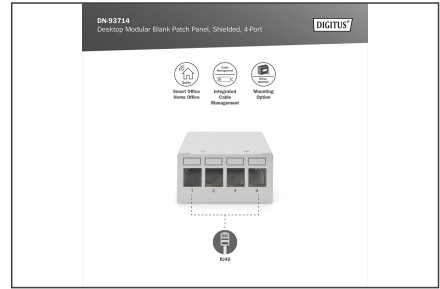 DN-93714
Desktop Modular Blank Patch Panel, Shielded, 4-Port
DIGITUS®
Smart Office
Home Office
Integrated
Cable
Management
Mounting
Option
1 2 3 4
RJ45